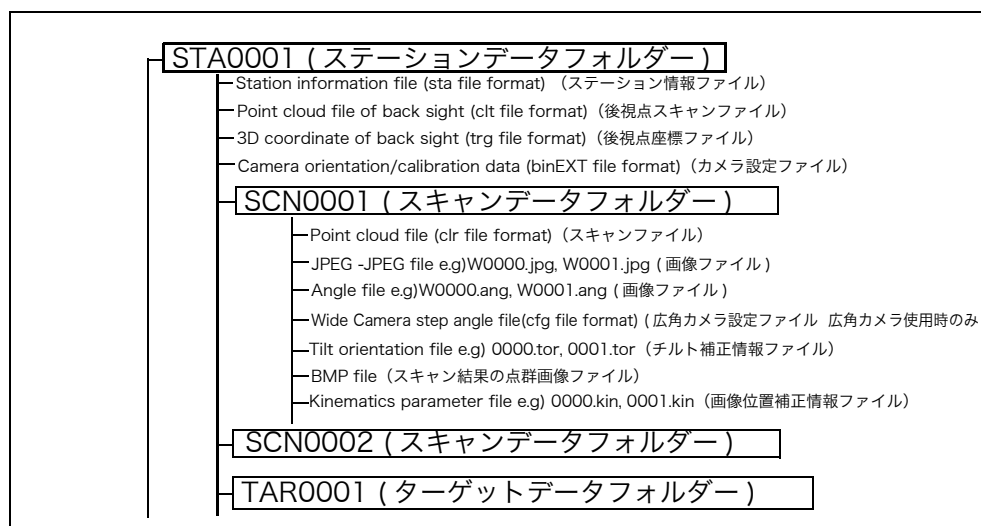 STA0001 ( ステーションデータフォルダー )
Station information file (sta file format) （ステーション情報ファイル）
Point cloud file of back sight (clt file format)（後視点スキャンファイル）
3D coordinate of back sight (trg file format)（後視点座標ファイル）
Camera orientation/calibration data (binEXT file format)（カメラ設定ファイル）
SCN0001 ( スキャンデータフォルダー )
Point cloud file (clr file format)（スキャンファイル）
JPEG -JPEG file e.g)W0000.jpg, W0001.jpg ( 画像ファイル )
Angle file e.g)W0000.ang, W0001.ang ( 画像ファイル )
Wide Camera step angle file(cfg file format) ( 広角カメラ設定ファイル 広角カメラ使用時のみ
Tilt orientation file e.g) 0000.tor, 0001.tor（チルト補正情報ファイル）
BMP file（スキャン結果の点群画像ファイル）
Kinematics parameter file e.g) 0000.kin, 0001.kin（画像位置補正情報ファイル）
SCN0002 ( スキャンデータフォルダー )
TAR0001 ( ターゲットデータフォルダー )